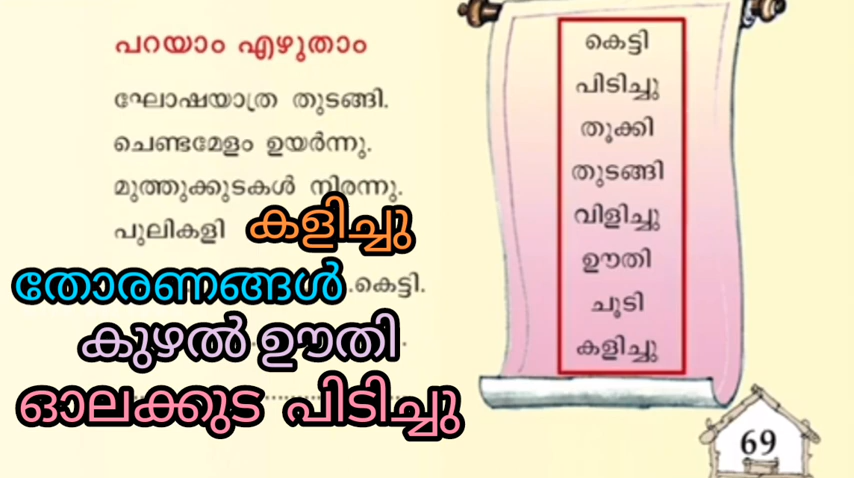 പറയാം എഴുതാം
ഘോഷയാത്ര തുടങ്ങി.
ചെണ്ടമേളം ഉയർന്നു.
മുത്തുക്കുടകൾ നിരന്നു.
പുലികളി കളിച്ചു
തോരണങ്ങൾ .കെട്ടി.
കുഴൽ ഊതി
ഓലക്കുട പിടിച്ചു
കെട്ടി
പിടിച്ചു
തൂക്കി
തുടങ്ങി
വിളിച്ചു
ഊതി
ചൂടി
കളിച്ചു
69